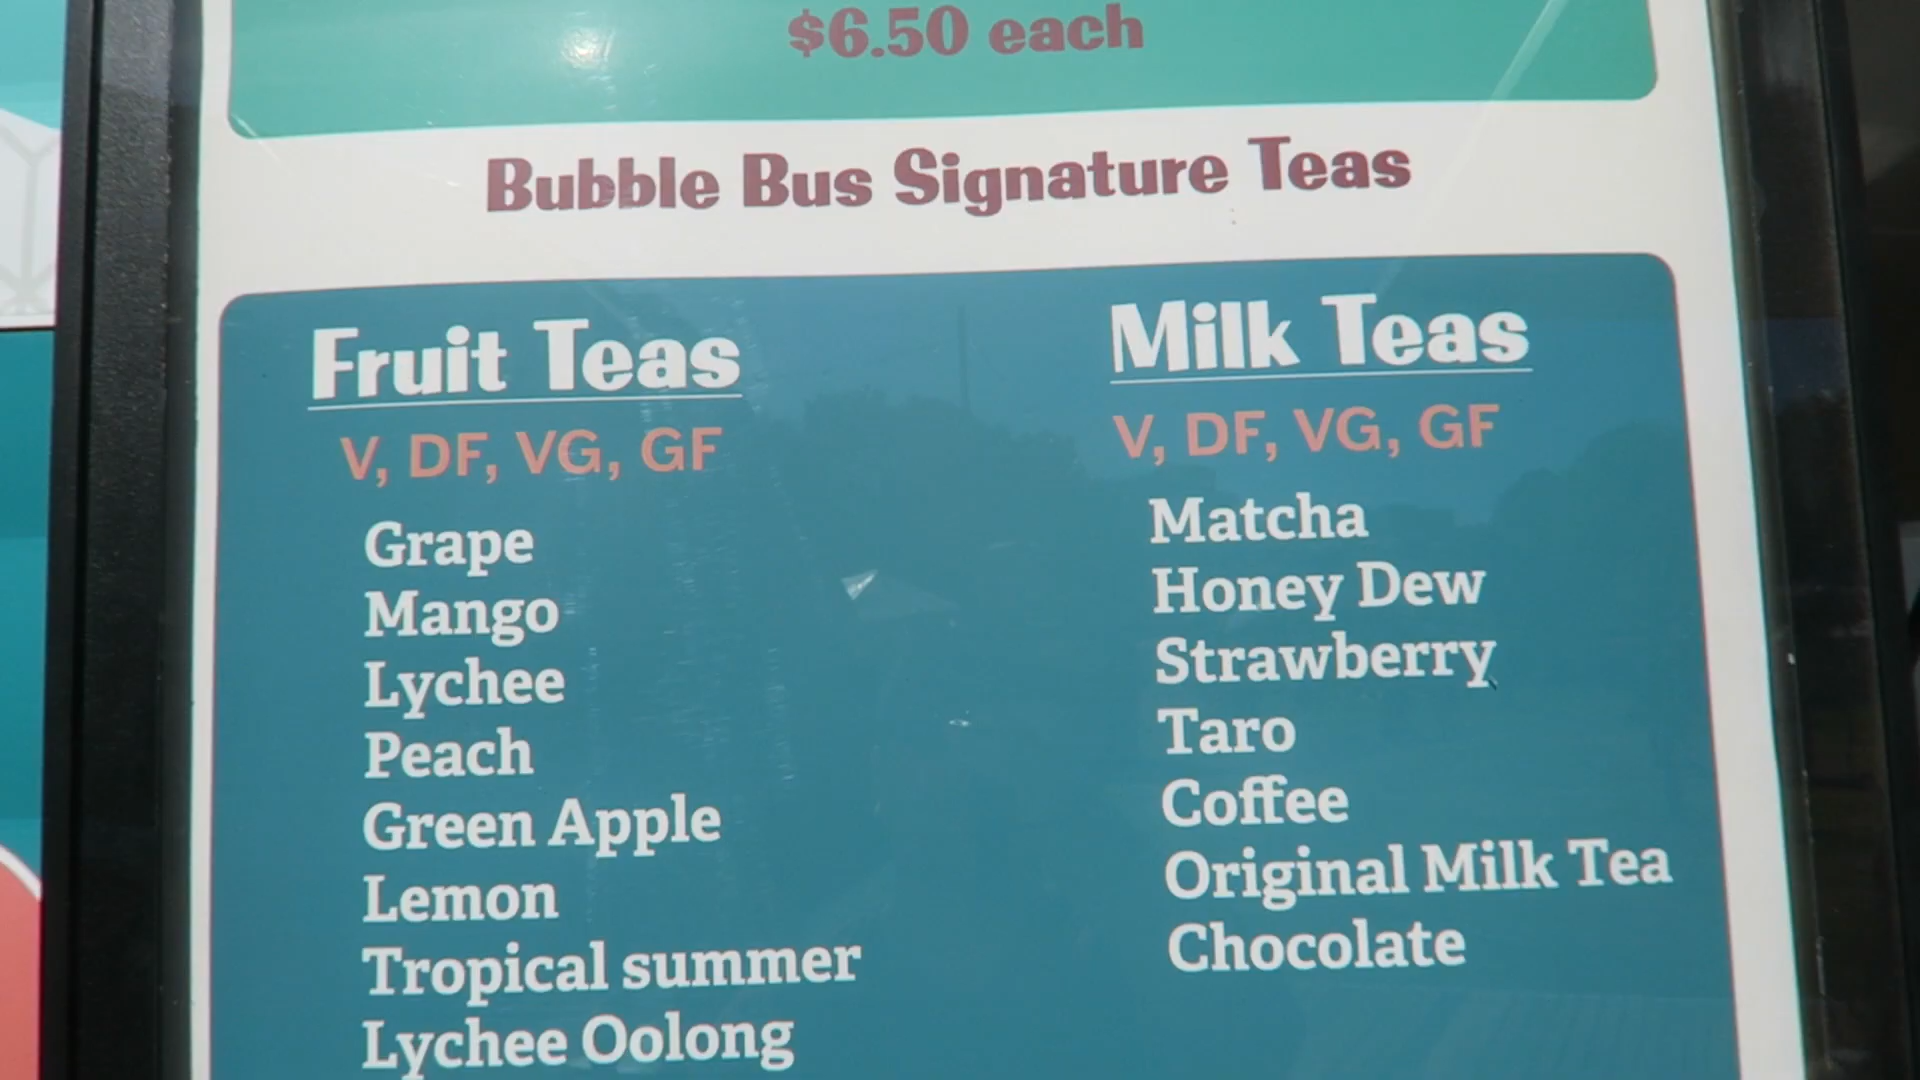 $6.50 each
Bubble Bus Signature Teas
Fruit Teas
V, DF, VG, GF
Grape
Mango
Lychee
Peach
Green Apple
Lemon
Tropical summer
Lychee Oolong
Milk Teas
V, DF, VG, GF
Matcha
Honey Dew
Strawberry
Taro
Coffee
Original Milk Tea
Chocolate